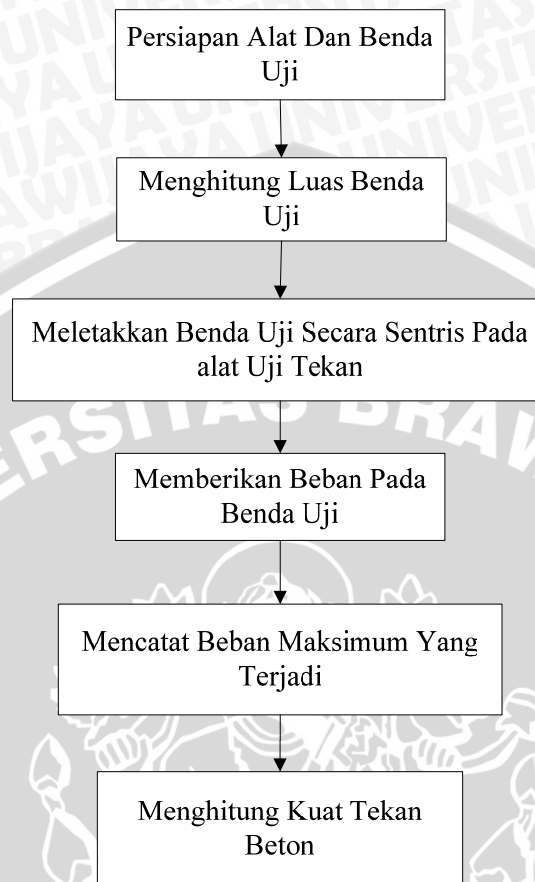 Persiapan Alat Dan Benda
Uji
Menghitung Luas Benda
Uji
Meletakkan Benda Uji Secara Sentris Pada
alat Uji Tekan
Memberikan Beban Pada
Benda Uji
Mencatat Beban Maksimum Yang
Terjadi
Menghitung Kuat Tekan
Beton